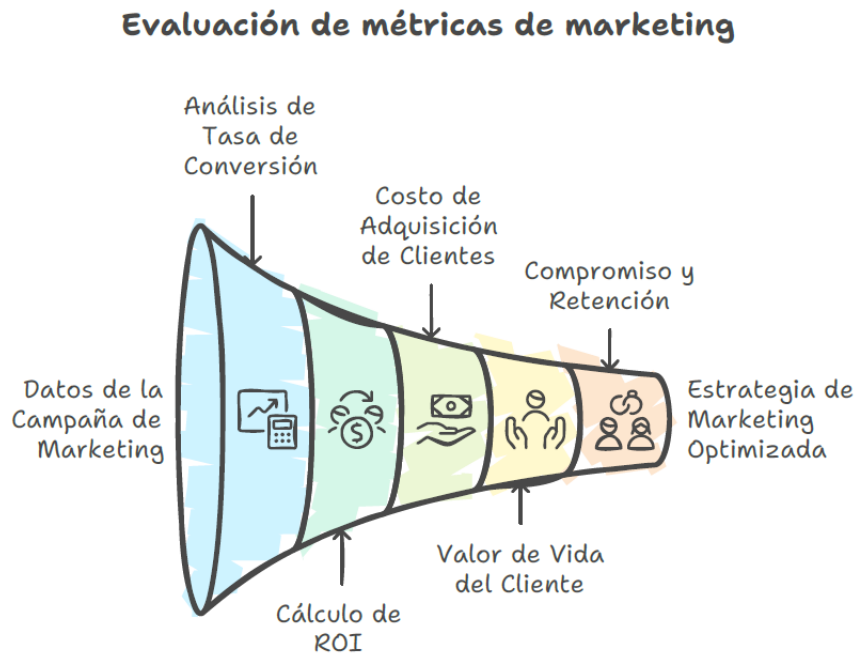 Evaluación de métricas de marketing
Análisis de
Tasa de
Conversión
Costo de
Adquisición
de Clientes
Compromiso y
Retención
Datos de la
Campaña de
Marketing
$
Estrategia de
Marketing
Optimizada
Valor de Vida
del Cliente
Cálculo de
ROI